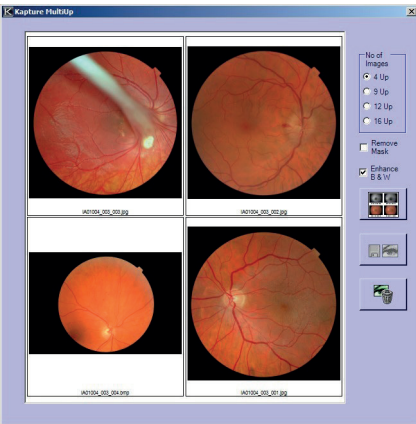 Kapture MultiUp
IA01004_003_003.jpg
IA01004_003_002.jpg
IA01004_003_004.bmp
IA01004_003_001.jpg
No of
Images
4 Up
9 Up
12 Up
16 Up
Remove
Mask
Enhance
B & W